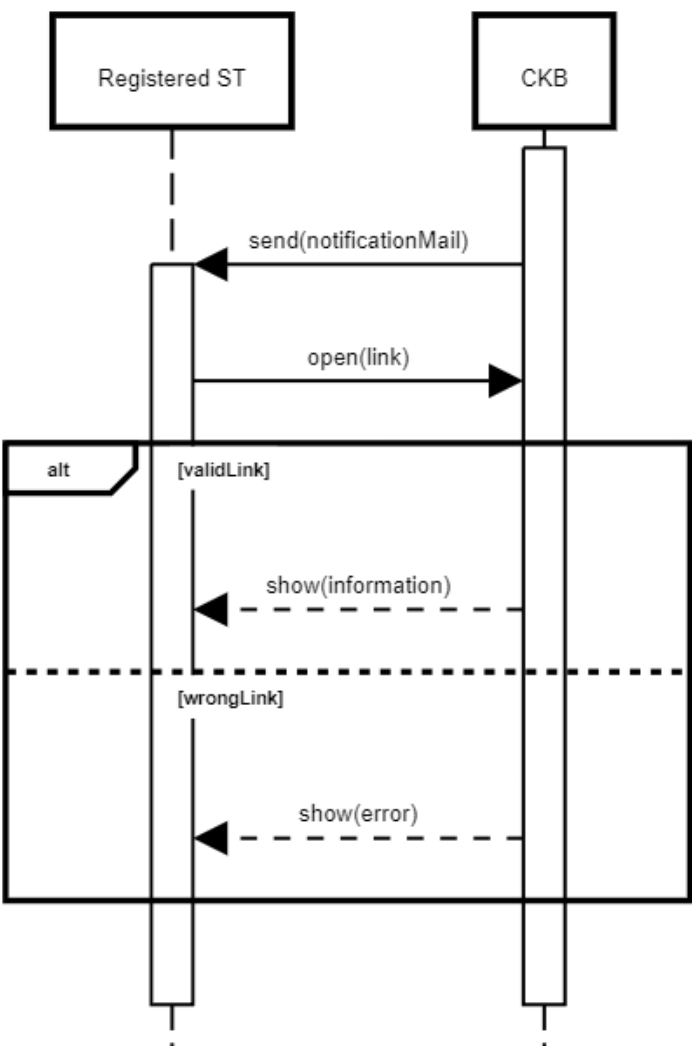 Registered ST
CKB
send(notificationMail)
open(link)
alt
[validLink]
show(information)
[wrongLink]
show(error)